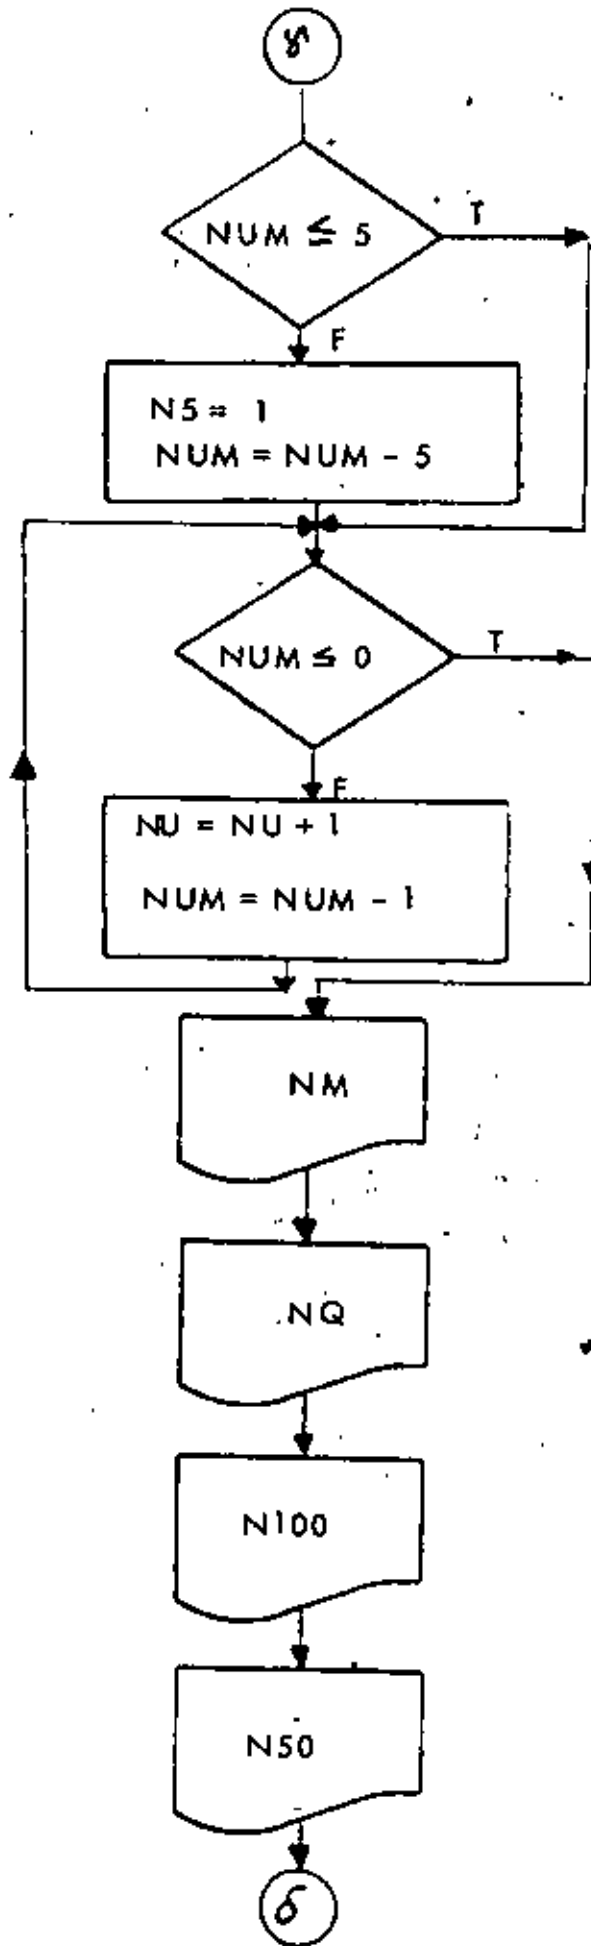 γ
NUM ≤ 5
T
F
N5 = 1
NUM = NUM - 5
NUM ≤ 0
T
F
NU = NU + 1
NUM = NUM - 1
NM
NQ
N100
N50
δ